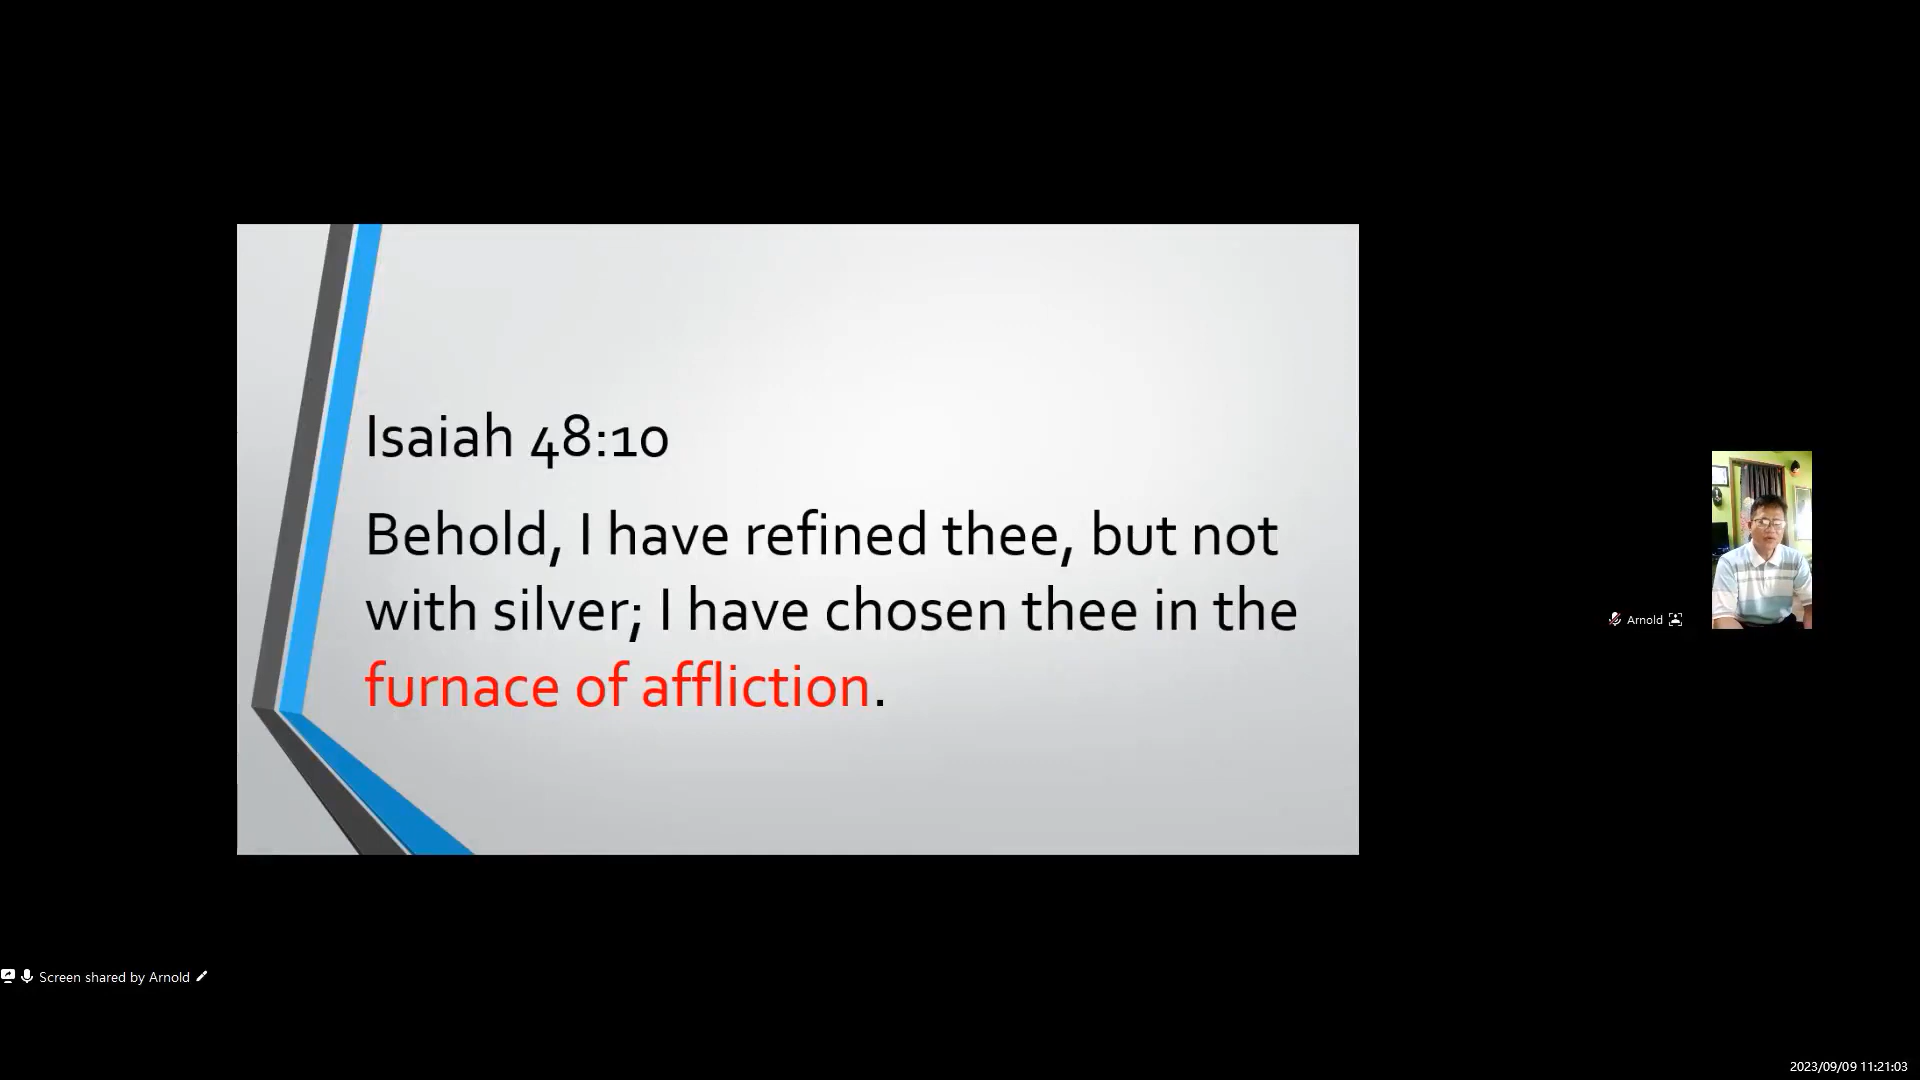 Isaiah 48:10
Behold, I have refined thee, but not
with silver; I have chosen thee in the
furnace of affliction.
Arnold
Screen shared by Arnold
2023/09/09 11:21:03